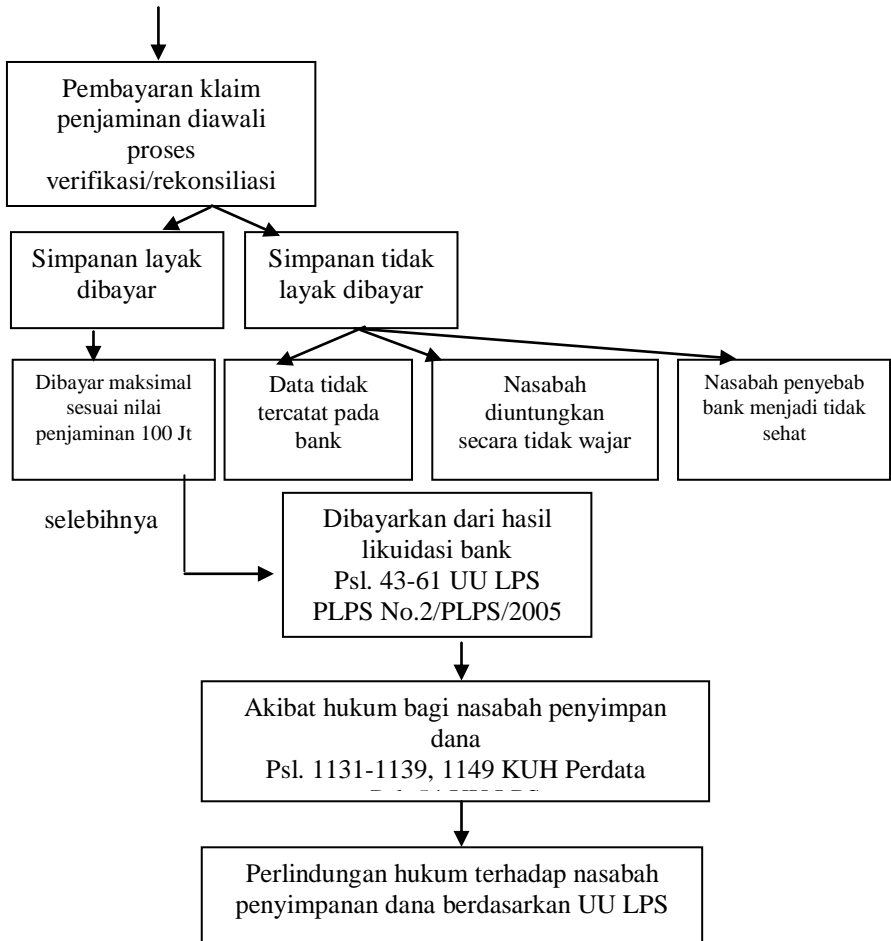 Pembayaran klaim
penjaminan diawali
proses
verifikasi/rekonsiliasi
Simpanan layak
dibayar
Simpanan tidak
layak dibayar
Dibayar maksimal
sesuai nilai
penjaminan 100 Jt
Data tidak
tercatat pada
bank
Nasabah
diuntungkan
secara tidak wajar
Nasabah penyebab
bank menjadi tidak
sehat
selebihnya
Dibayarkan dari hasil
likuidasi bank
Psl. 43-61 UU LPS
PLPS No.2/PLPS/2005
Akibat hukum bagi nasabah penyimpan
dana
Psl. 1131-1139, 1149 KUH Perdata
Perlindungan hukum terhadap nasabah
penyimpanan dana berdasarkan UU LPS